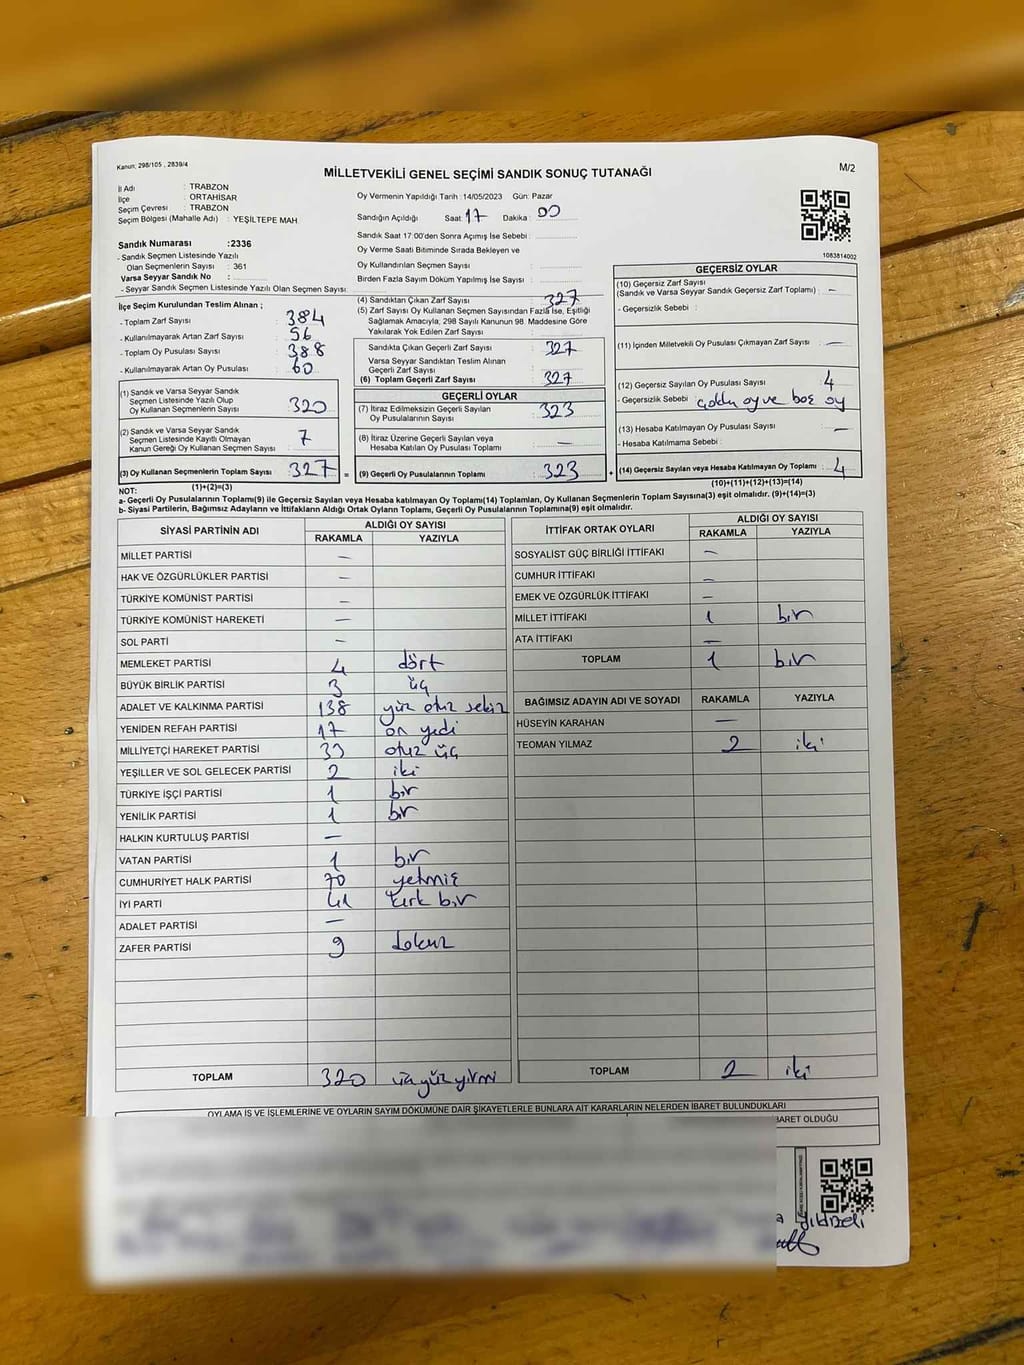 Kanun; 298/105 , 2839/4
MİLLETVEKİLİ GENEL SEÇİMİ SANDIK SONUÇ TUTANAĞI
M/2
İl Adı : TRABZON
İlçe : ORTAHİSAR
Seçim Çevresi : TRABZON
Seçim Bölgesi (Mahalle Adı) : YEŞİLTEPE MAH
Sandık Numarası :2336
- Sandık Seçmen Listesinde Yazılı
Olan Seçmenlerin Sayısı : 361
Varsa Seyyar Sandık No :
- Seyyar Seçmen Listesinde Yazılı Olan Seçmen Sayısı:
Oy Vermenin Yapıldığı Tarih :14/05/2023 Gün: Pazar
Sandığın Açıldığı Saat: 17 Dakika : 00
Sandık Saat 17:00'den Sonra Açımış İse Sebebi :
Oy Verme Saati Bitiminde Sırada Bekleyen ve
Oy Kullandırılan Seçmen Sayısı :
Birden Fazla Sayım Döküm Yapılmış İse Sayısı :
1083814002
İlçe Seçim Kurulundan Teslim Alınan ;
- Toplam Zarf Sayısı : 384
- Kullanılmayarak Artan Zarf Sayısı : 56
- Toplam Oy Pusulası Sayısı : 388
- Kullanılmayarak Artan Oy Pusulası : 60
(1) Sandık ve Varsa Seyyar Sandık
Seçmen Listesinde Yazılı Olup
Oy Kullanan Seçmenlerin Sayısı : 320
(2) Sandık ve Varsa Seyyar Sandık
Seçmen Listesinde Kayıtlı Olmayan
Kanun Gereği Oy Kullanan Seçmen Sayısı : 7
(3) Oy Kullanan Seçmenlerin Toplam Sayısı : 327
(1)+(2)=(3)
(4) Sandıktan Çıkan Zarf Sayısı : 327
(5) Zarf Sayısı Oy Kullanan Seçmen Sayısından Fazla İse, Eşitliği
Sağlamak Amacıyla, 298 Sayılı Kanunun 98. Maddesine Göre
Yakılarak Yok Edilen Zarf Sayısı :
Sandıkta Çıkan Geçerli Zarf Sayısı : 327
Varsa Seyyar Sandıktan Teslim Alınan
Geçerli Zarf Sayısı :
(6) Toplam Geçerli Zarf Sayısı : 327
GEÇERLİ OYLAR
(7) İtiraz Edilmeksizin Geçerli Sayılan
Oy Pusulalarının Sayısı : 323
(8) İtiraz Üzerine Geçerli Sayılan veya
Hesaba Katılan Oy Pusulası Toplamı : —
= (9) Geçerli Oy Pusulalarının Toplamı : 323
GEÇERSİZ OYLAR
(10) Geçersiz Zarf Sayısı
(Sandık ve Varsa Seyyar Sandık Geçersiz Zarf Toplamı) : —
- Geçersizlik Sebebi :
(11) İçinden Milletvekili Oy Pusulası Çıkmayan Zarf Sayısı : —
(12) Geçersiz Sayılan Oy Pusulası Sayısı : 4
- Geçersizlik Sebebi : çoklu oy ve boş oy
(13) Hesaba Katılmayan Oy Pusulası Sayısı : —
- Hesaba Katılmama Sebebi :
+ (14) Geçersiz Sayılan veya Hesaba Katılmayan Oy Toplamı : 4
(10)+(11)+(12)+(13)=(14)
NOT:
a- Geçerli Oy Pusulalarının Toplamı(9) ile Geçersiz Sayılan veya Hesaba katılmayan Oy Toplamı(14) Toplamları, Oy Kullanan Seçmenlerin Toplam Sayısına(3) eşit olmalıdır. (9)+(14)=(3)
b- Siyasi Partilerin, Bağımsız Adayların ve İttifakların Aldığı Ortak Oyların Toplamı, Geçerli Oy Pusulalarının Toplamına(9) eşit olmalıdır.
SİYASİ PARTİNİN ADI ALDIĞI OY SAYISI
RAKAMLA YAZIYLA
MİLLET PARTİSİ —
HAK VE ÖZGÜRLÜKLER PARTİSİ —
TÜRKİYE KOMÜNİST PARTİSİ —
TÜRKİYE KOMÜNİST HAREKETİ —
SOL PARTİ —
MEMLEKET PARTİSİ 4 dört
BÜYÜK BİRLİK PARTİSİ 3 üç
ADALET VE KALKINMA PARTİSİ 138 yüz otuz sekiz
YENİDEN REFAH PARTİSİ 17 on yedi
MİLLİYETÇİ HAREKET PARTİSİ 33 otuz üç
YEŞİLLER VE SOL GELECEK PARTİSİ 2 iki
TÜRKİYE İŞÇİ PARTİSİ 1 bir
YENİLİK PARTİSİ 1 bir
HALKIN KURTULUŞ PARTİSİ —
VATAN PARTİSİ 1 bir
CUMHURİYET HALK PARTİSİ 70 yetmiş
İYİ PARTİ 41 kırk bir
ADALET PARTİSİ —
ZAFER PARTİSİ 9 dokuz
TOPLAM 320 üçyüzyirmi
İTTİFAK ORTAK OYLARI ALDIĞI OY SAYISI
RAKAMLA YAZIYLA
SOSYALİST GÜÇ BİRLİĞİ İTTİFAKI —
CUMHUR İTTİFAKI —
EMEK VE ÖZGÜRLÜK İTTİFAKI —
MİLLET İTTİFAKI 1 bir
ATA İTTİFAKI —
TOPLAM 1 bir
BAĞIMSIZ ADAYIN ADI VE SOYADI RAKAMLA YAZIYLA
HÜSEYİN KARAHAN —
TEOMAN YILMAZ 2 iki
TOPLAM 2 iki
OYLAMA İŞ VE İŞLEMLERİNE VE OYLARIN SAYIM DÖKÜMÜNE DAİR ŞİKAYETLERLE BUNLARA AİT KARARLARIN NELERDEN İBARET BULUNDUKLARI
BARET OLDUĞU